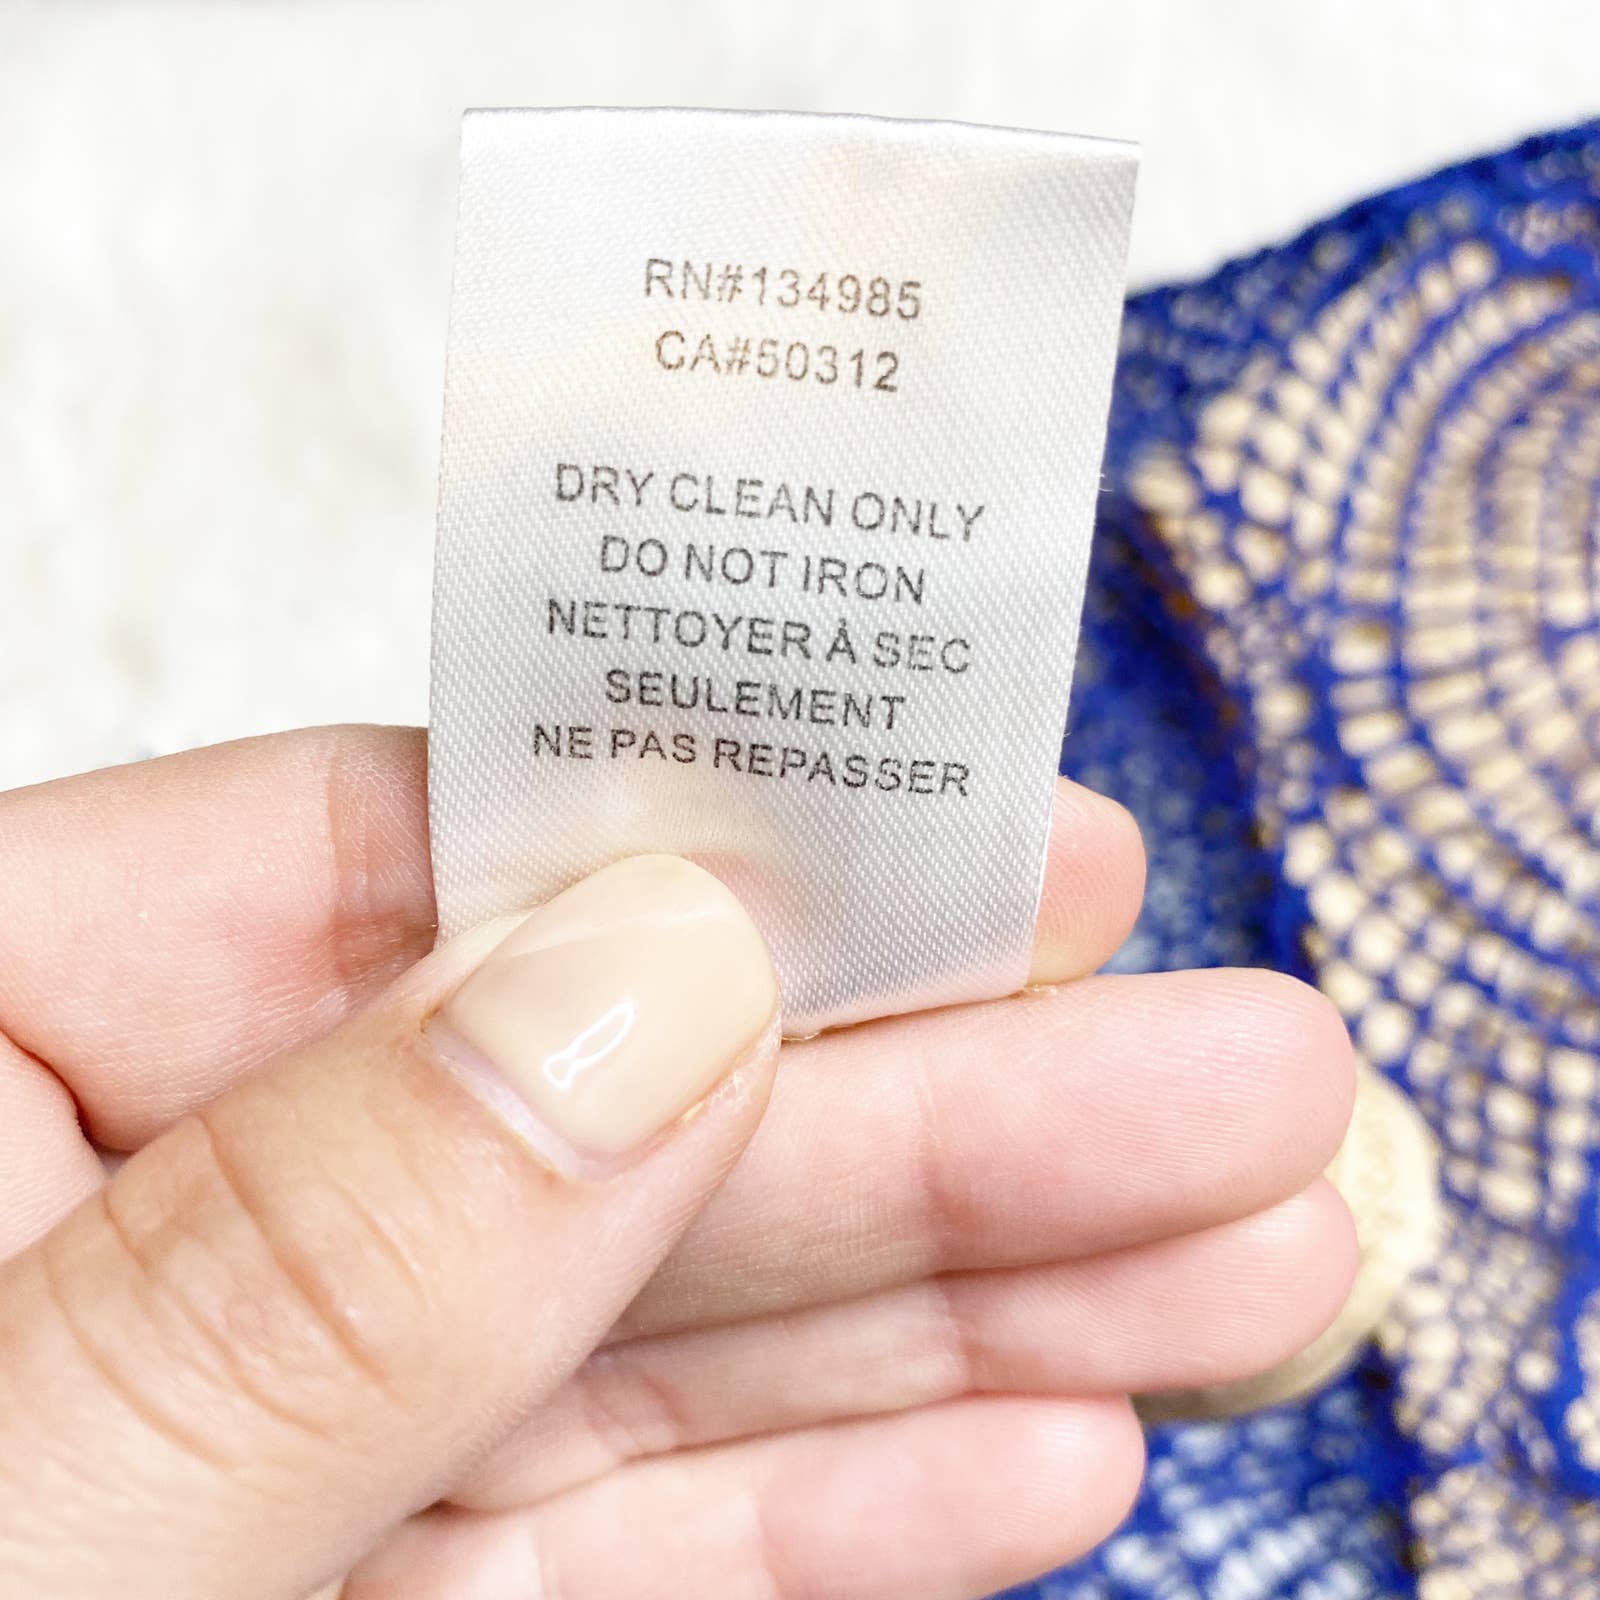 RN#134985
CA#50312
DRY CLEAN ONLY
DO NOT IRON
NETTOYER À SEC
SEULEMENT
NE PAS REPASSER